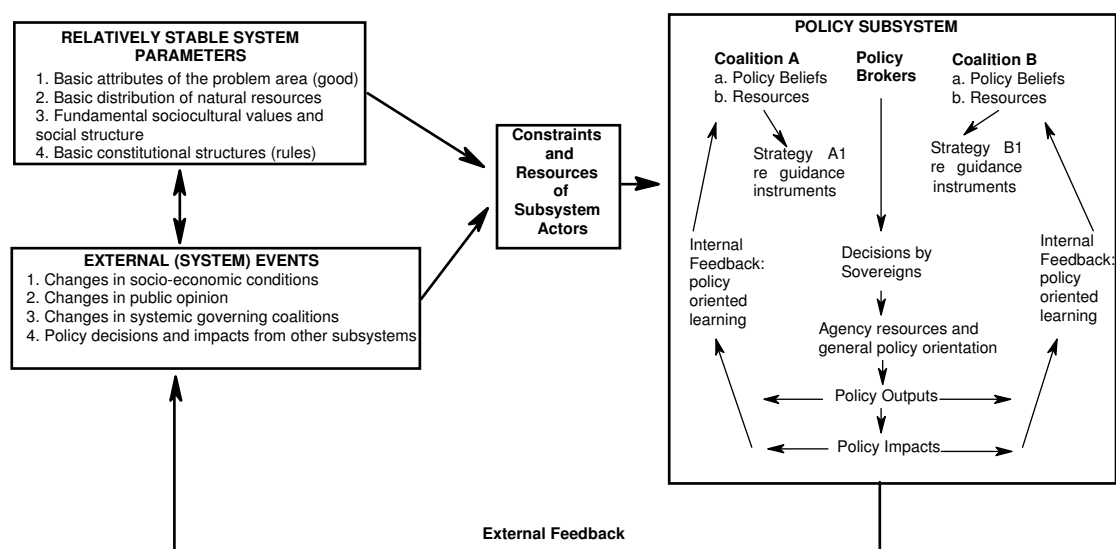 RELATIVELY STABLE SYSTEM
PARAMETERS
1. Basic attributes of the problem area (good)
2. Basic distribution of natural resources
3. Fundamental sociocultural values and
social structure
4. Basic constitutional structures (rules)
EXTERNAL (SYSTEM) EVENTS
1. Changes in socio-economic conditions
2. Changes in public opinion
3. Changes in systemic governing coalitions
4. Policy decisions and impacts from other subsystems
Constraints
and
Resources
of
Subsystem
Actors
POLICY SUBSYSTEM
Coalition A
a. Policy Beliefs
b. Resources
Policy
Brokers
Coalition B
a. Policy Beliefs
b. Resources
Strategy A1
re guidance
instruments
Strategy B1
re guidance
instruments
Internal
Feedback:
policy
oriented
learning
Decisions by
Sovereigns
Internal
Feedback:
policy
oriented
learning
Agency resources and
general policy orientation
Policy Outputs
Policy Impacts
External Feedback